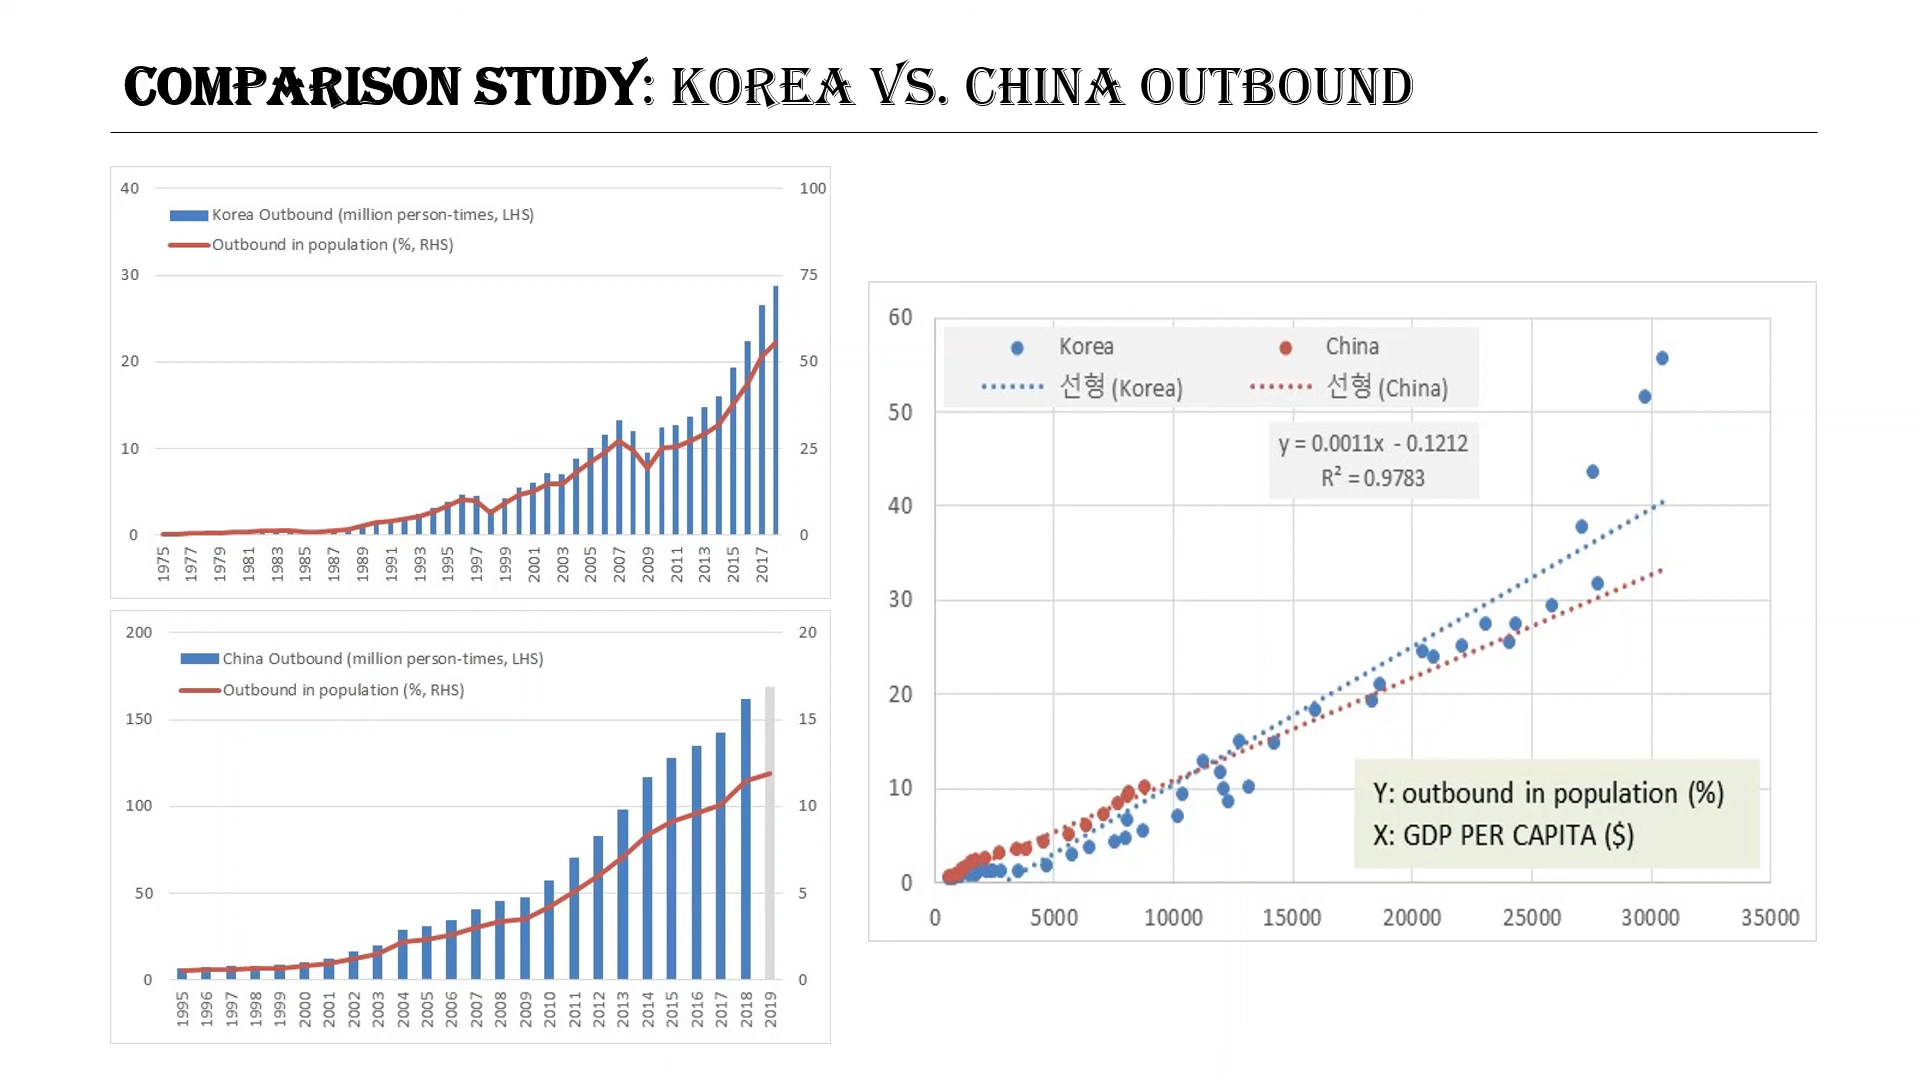 COMPARISON STUDY: KOREA VS. CHINA OUTBOUND
40
100
Korea Outbound (million person-times, LHS)
Outbound in population (%, RHS)
30
75
20
50
10
25
0
0
1975 1977 1979 1981 1983 1985 1987 1989 1991 1993 1995 1997 1999 2001 2003 2005 2007 2009 2011 2013 2015 2017
200
20
China Outbound (million person-times, LHS)
Outbound in population (%, RHS)
150
15
100
10
50
5
0
0
1995 1996 1997 1998 1999 2000 2001 2002 2003 2004 2005 2006 2007 2008 2009 2010 2011 2012 2013 2014 2015 2016 2017 2018 2019
60
Korea China
선형 (Korea) 선형 (China)
50
y = 0.0011x - 0.1212
R² = 0.9783
40
30
20
10
Y: outbound in population (%)
X: GDP PER CAPITA ($)
0
0 5000 10000 15000 20000 25000 30000 35000